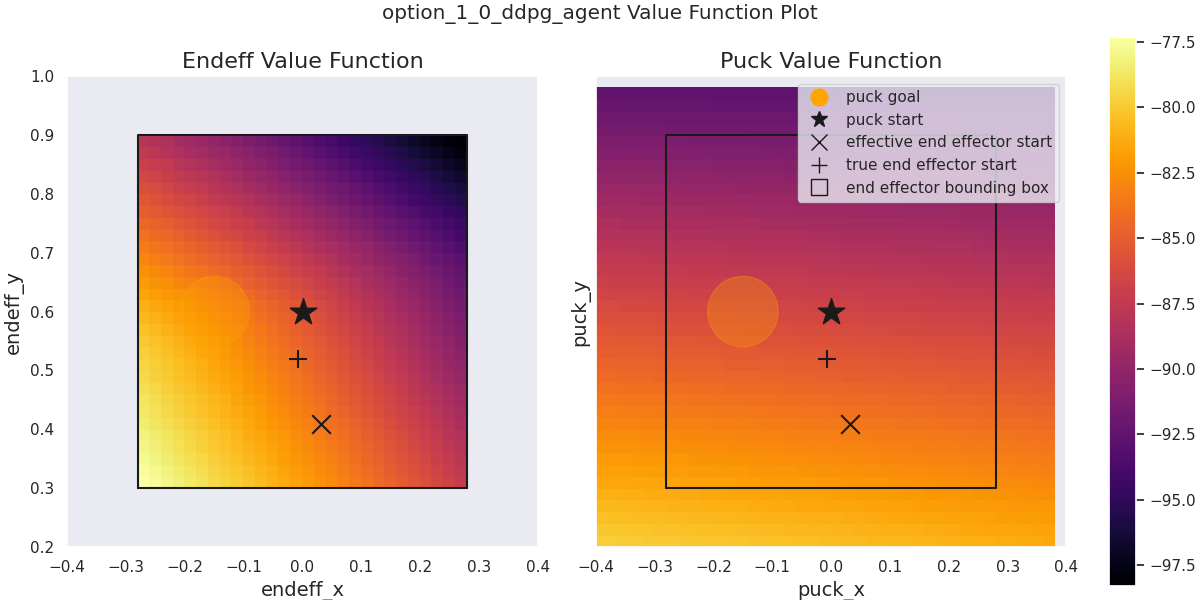 option_1_0_ddpg_agent Value Function Plot
Endeff Value Function
1.0
0.9
0.8
0.7
0.6
0.5
0.4
0.3
0.2
endeff_y
−0.4 −0.3 −0.2 −0.1 0.0 0.1 0.2 0.3 0.4
endeff_x
Puck Value Function
puck goal
puck start
effective end effector start
true end effector start
end effector bounding box
puck_y
−0.4 −0.3 −0.2 −0.1 0.0 0.1 0.2 0.3 0.4
puck_x
−77.5
−80.0
−82.5
−85.0
−87.5
−90.0
−92.5
−95.0
−97.5